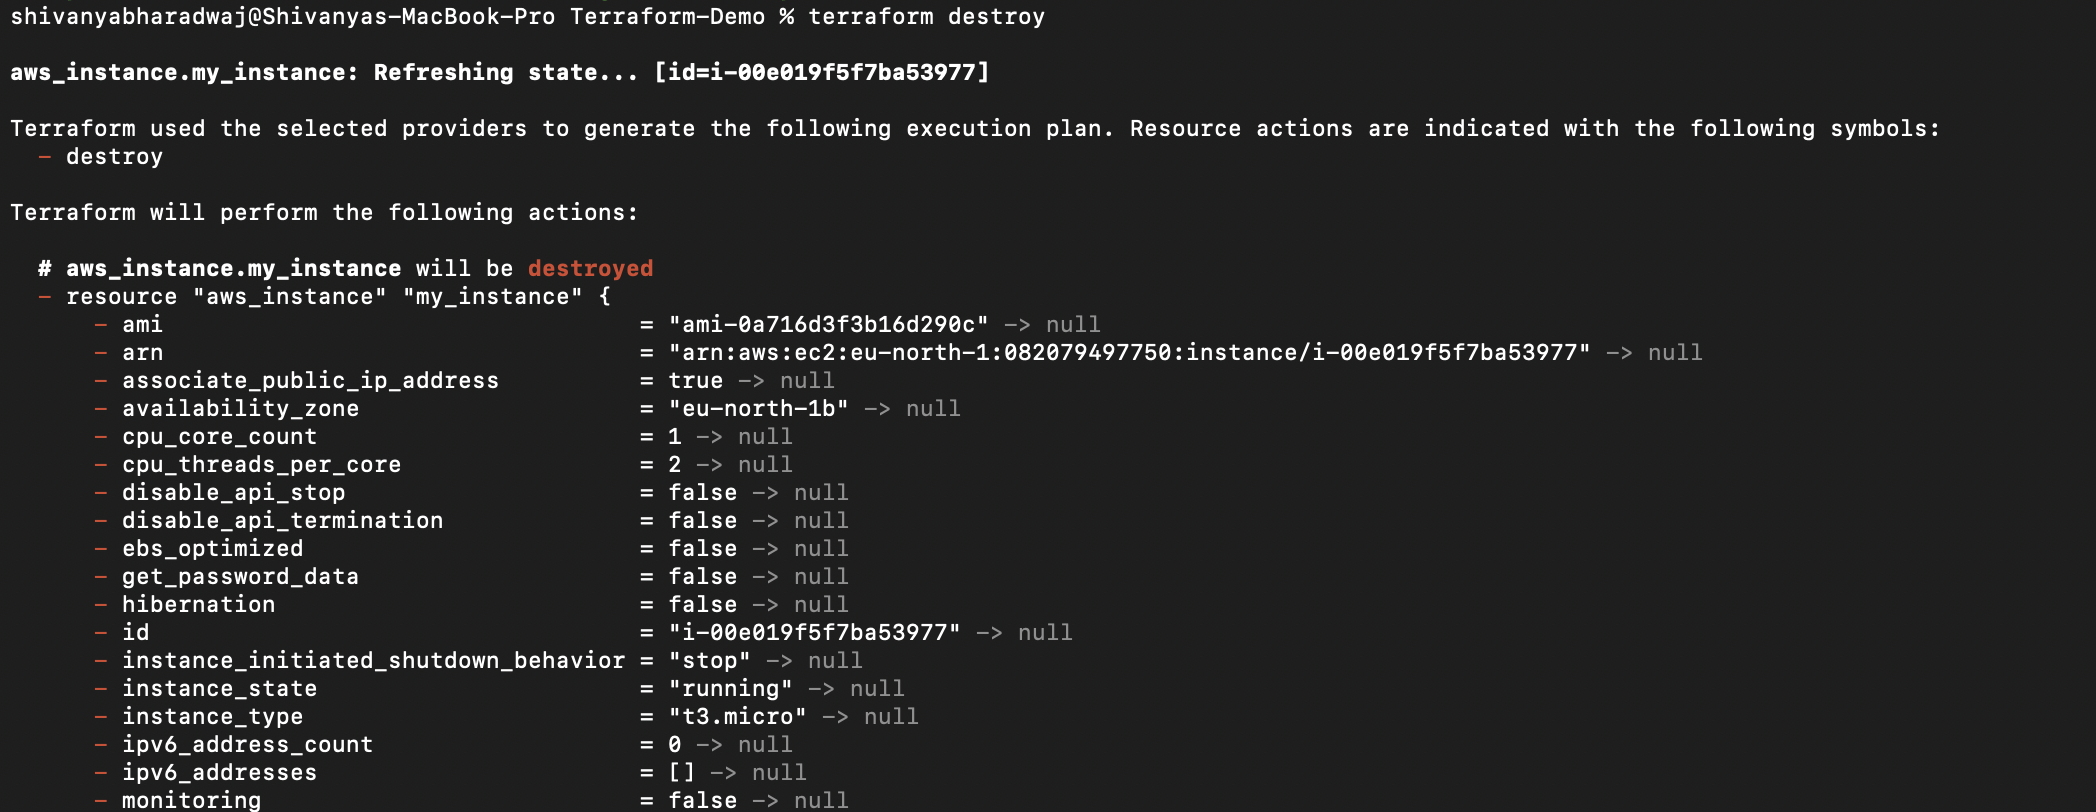 shivanyabharadwaj@Shivanyas-MacBook-Pro Terraform-Demo % terraform destroy
aws_instance.my_instance: Refreshing state... [id=i-00e019f5f7ba53977]
Terraform used the selected providers to generate the following execution plan. Resource actions are indicated with the following symbols:
  - destroy
Terraform will perform the following actions:
  # aws_instance.my_instance will be destroyed
  - resource "aws_instance" "my_instance" {
      - ami                                  = "ami-0a716d3f3b16d290c" -> null
      - arn                                  = "arn:aws:ec2:eu-north-1:082079497750:instance/i-00e019f5f7ba53977" -> null
      - associate_public_ip_address          = true -> null
      - availability_zone                    = "eu-north-1b" -> null
      - cpu_core_count                       = 1 -> null
      - cpu_threads_per_core                 = 2 -> null
      - disable_api_stop                     = false -> null
      - disable_api_termination              = false -> null
      - ebs_optimized                        = false -> null
      - get_password_data                    = false -> null
      - hibernation                          = false -> null
      - id                                   = "i-00e019f5f7ba53977" -> null
      - instance_initiated_shutdown_behavior = "stop" -> null
      - instance_state                       = "running" -> null
      - instance_type                        = "t3.micro" -> null
      - ipv6_address_count                   = 0 -> null
      - ipv6_addresses                       = [] -> null
      - monitoring                           = false -> null